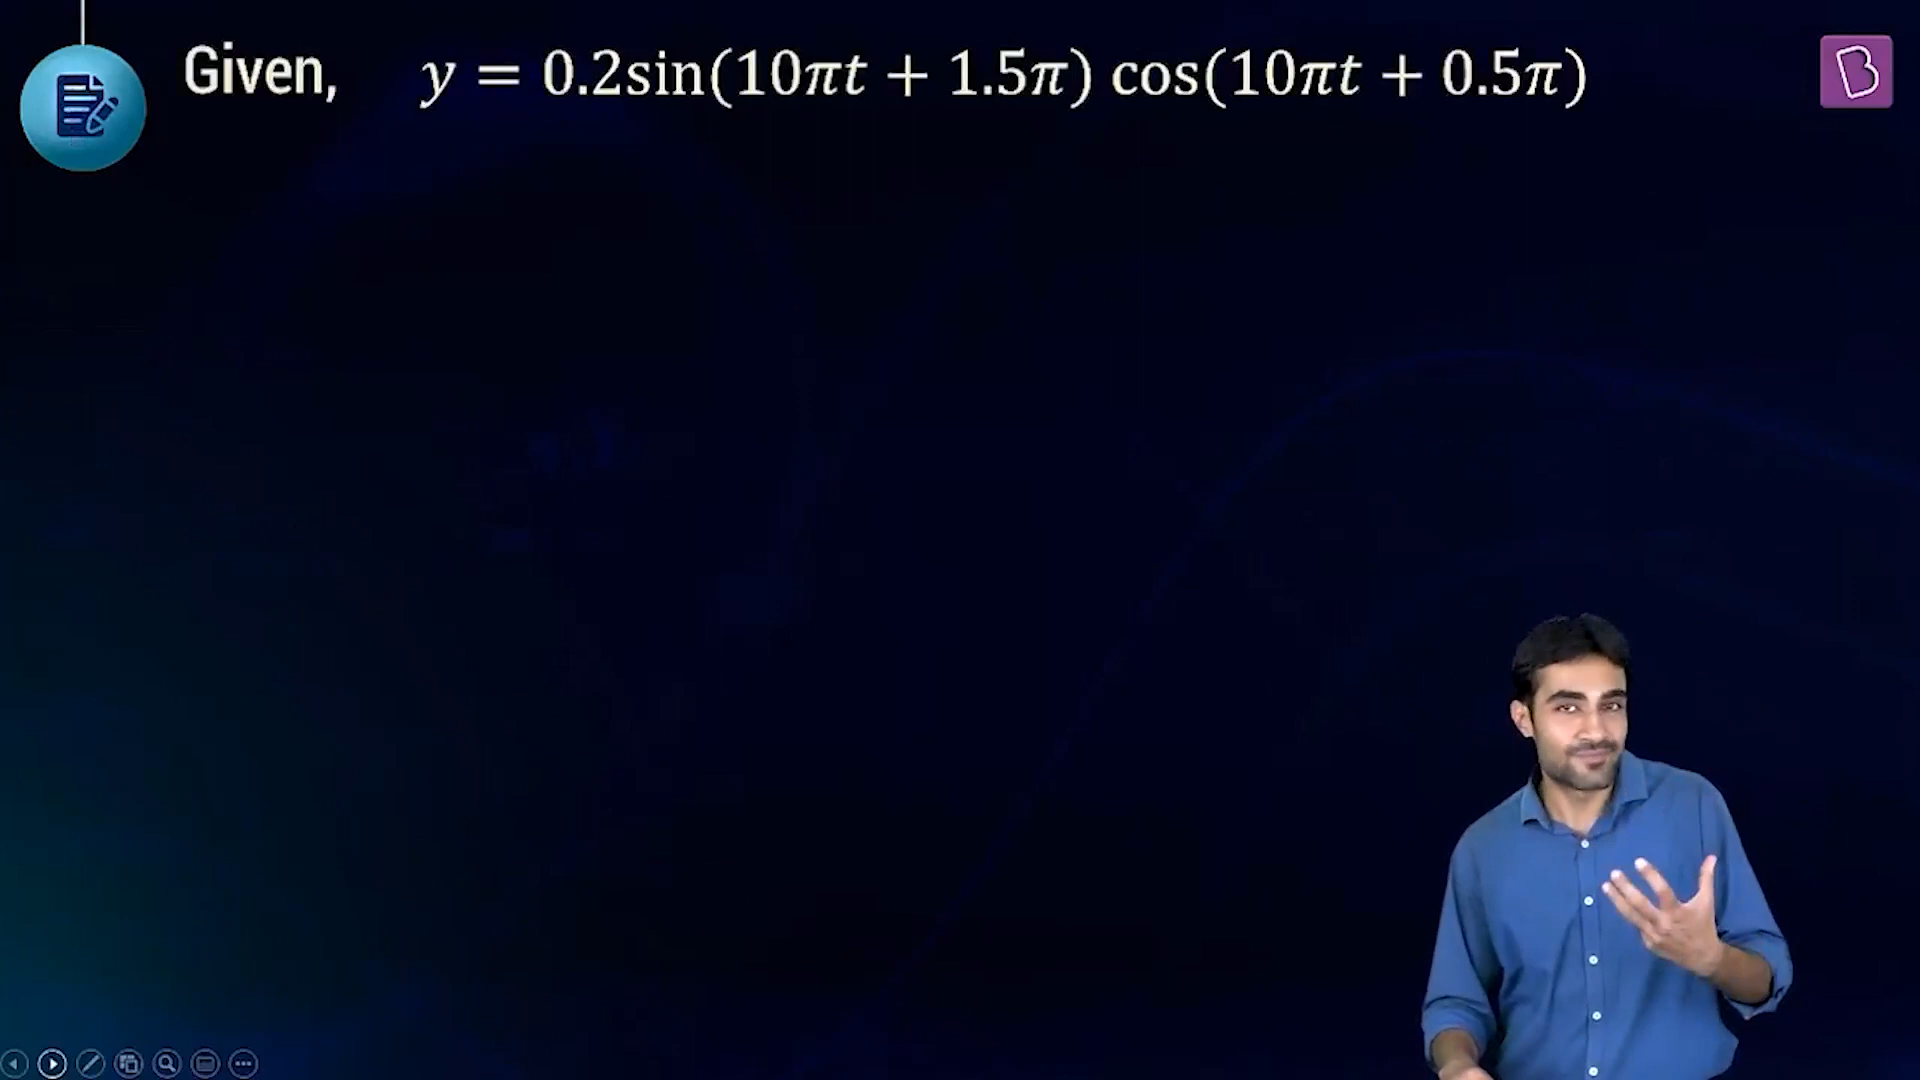 Given, y = 0.2sin(10πt + 1.5π) cos(10πt + 0.5π)
B